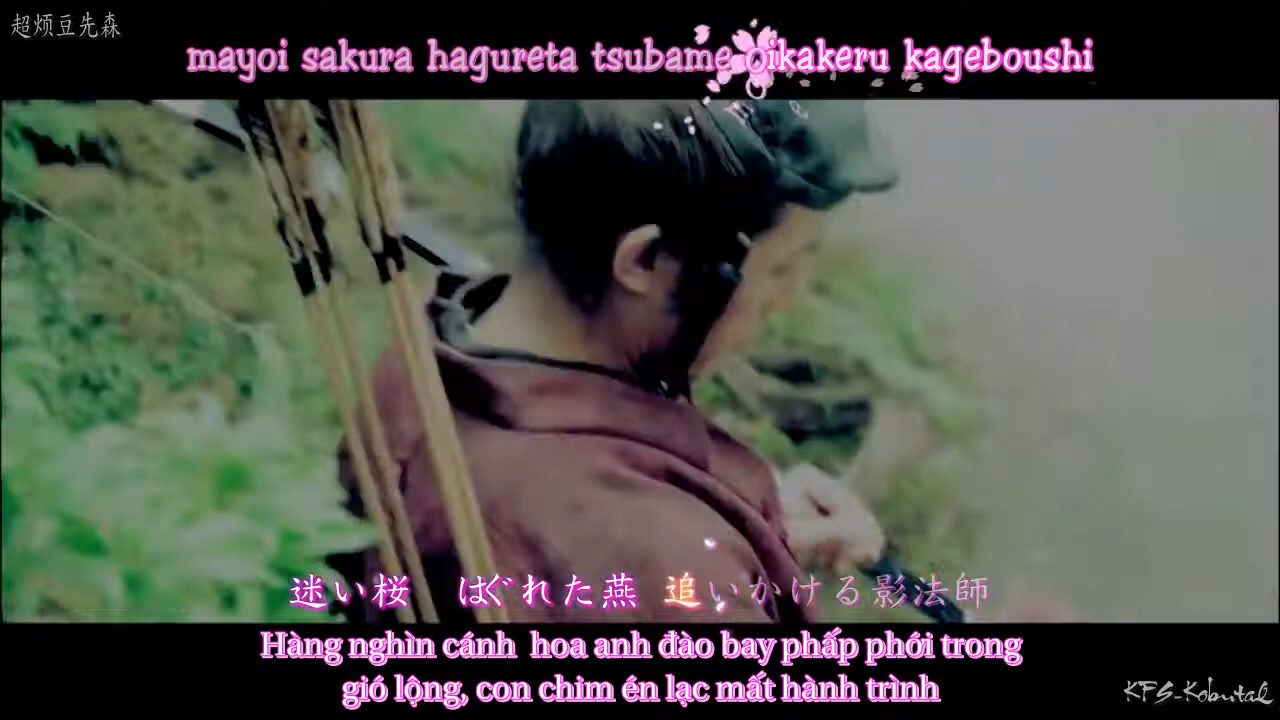 超烦豆先森
mayoi sakura hagureta tsubame oikakeru kageboushi
迷い桜　はぐれた燕 追いかける影法師
Hàng nghìn cánh hoa anh đào bay phấp phới trong
gió lộng, con chim én lạc mất hành trình
KFS-Kobutal